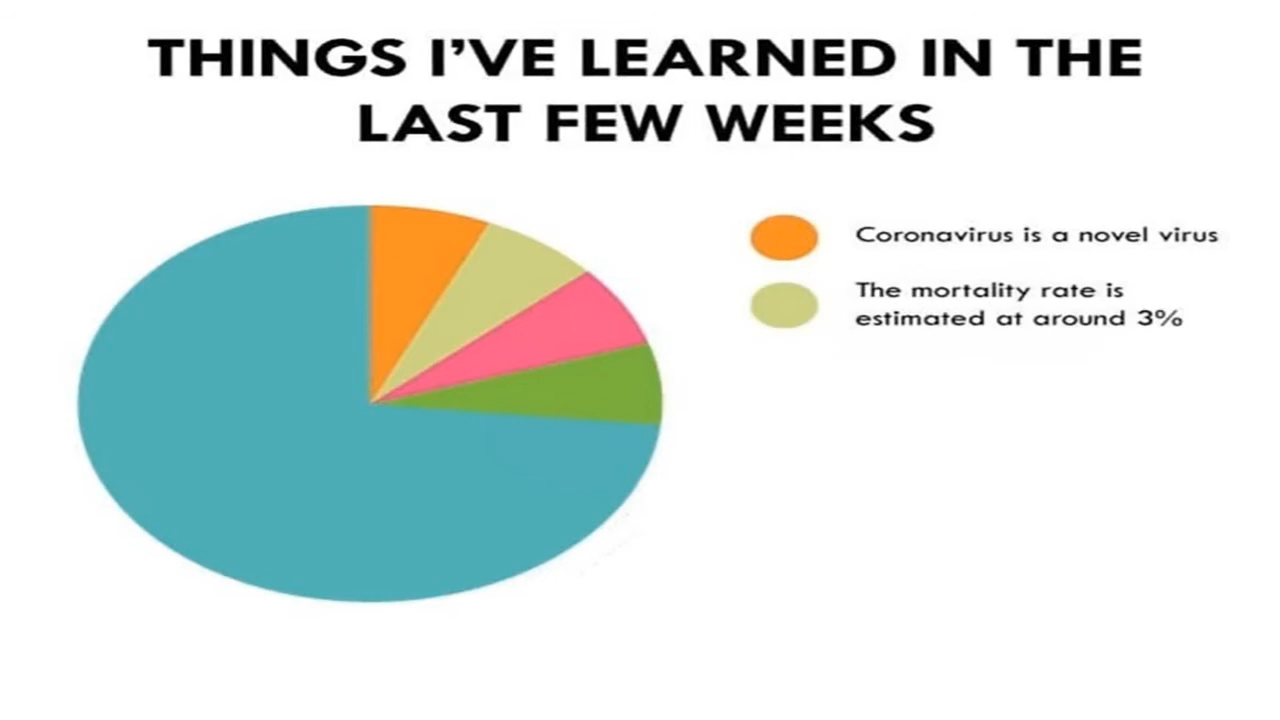 THINGS I'VE LEARNED IN THE
LAST FEW WEEKS
Coronavirus is a novel virus
The mortality rate is
estimated at around 3%